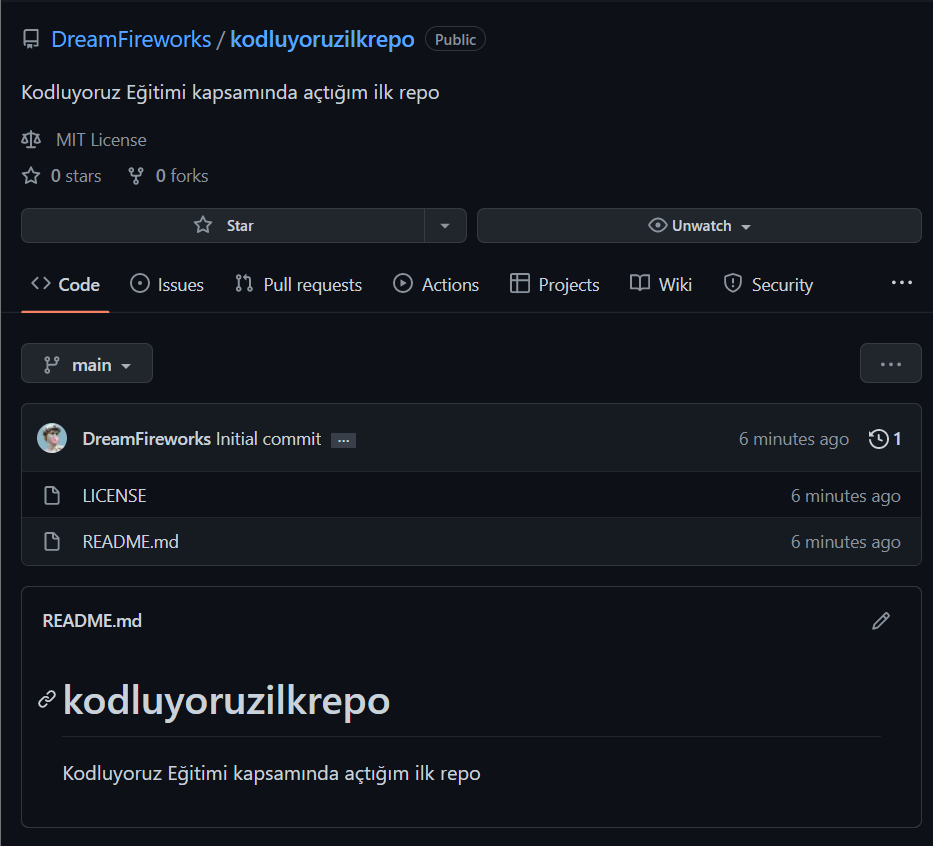 DreamFireworks / kodluyoruzilkrepo Public
Kodluyoruz Eğitimi kapsamında açtığım ilk repo
MIT License
0 stars 0 forks
Star Unwatch
Code Issues Pull requests Actions Projects Wiki Security ...
main ...
DreamFireworks Initial commit ... 6 minutes ago 1
LICENSE 6 minutes ago
README.md 6 minutes ago
README.md
kodluyoruzilkrepo
Kodluyoruz Eğitimi kapsamında açtığım ilk repo